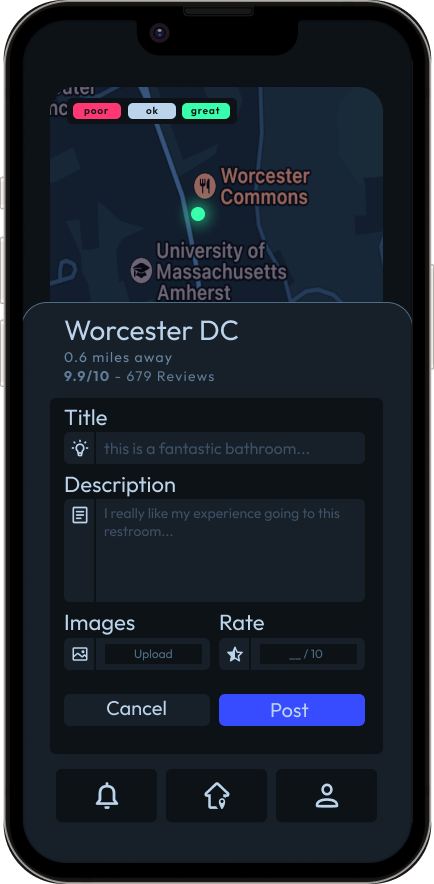 poor ok great
Worcester
Commons
University of
Massachusetts
Amherst
Worcester DC
0.6 miles away
9.9/10 - 679 Reviews
Title
this is a fantastic bathroom...
Description
I really like my experience going to this
restroom...
Images Rate
Upload __ / 10
Cancel Post